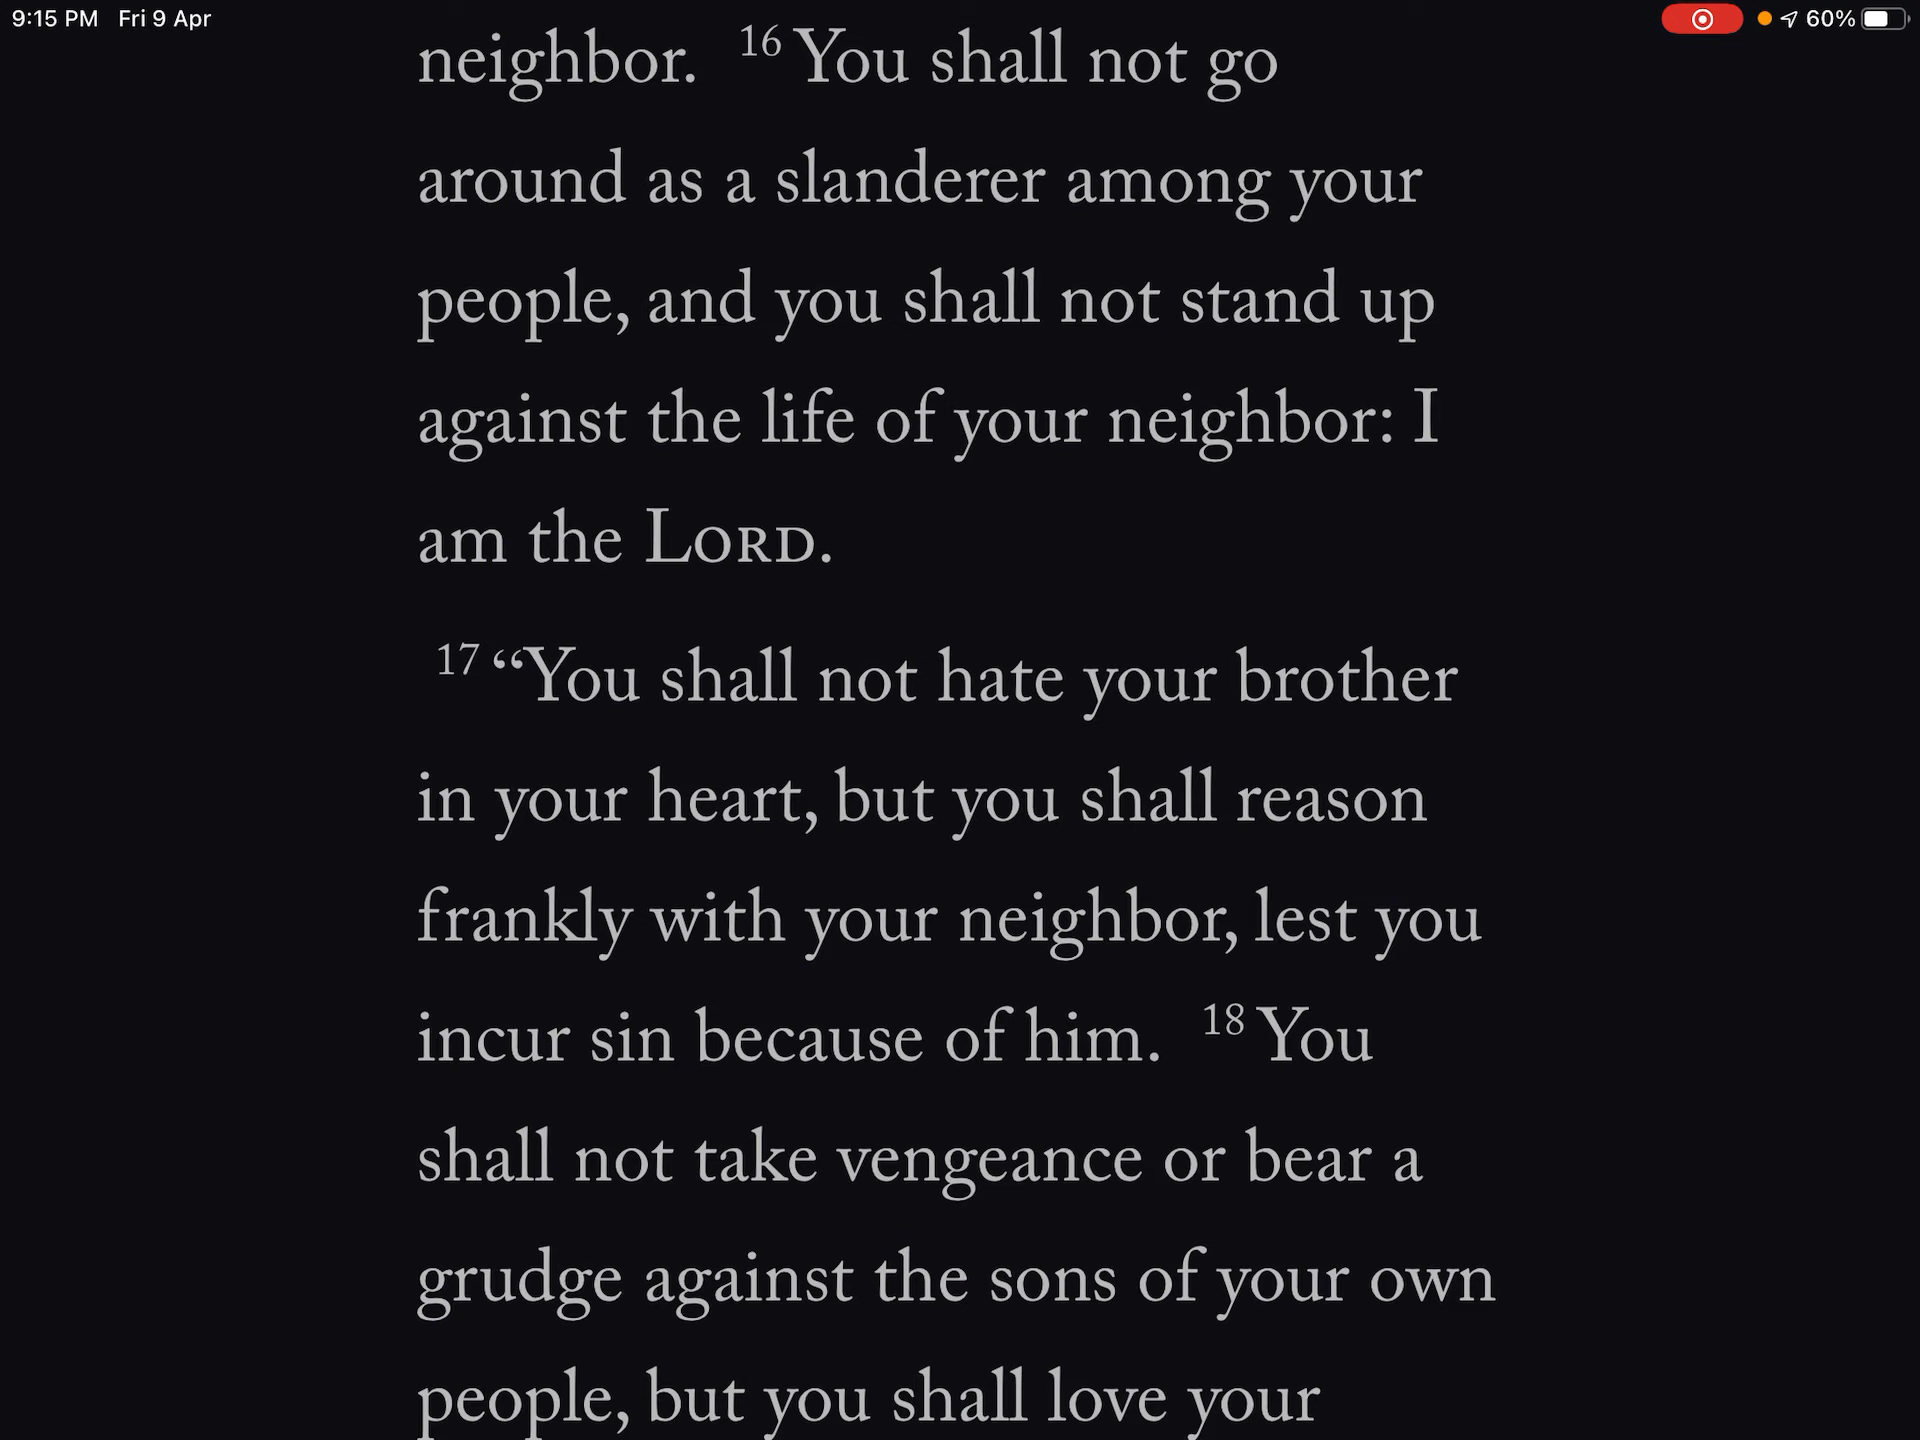 9:15 PM Fri 9 Apr
60%
neighbor. 16 You shall not go
around as a slanderer among your
people, and you shall not stand up
against the life of your neighbor: I
am the LORD.
17 “You shall not hate your brother
in your heart, but you shall reason
frankly with your neighbor, lest you
incur sin because of him. 18 You
shall not take vengeance or bear a
grudge against the sons of your own
people, but you shall love your